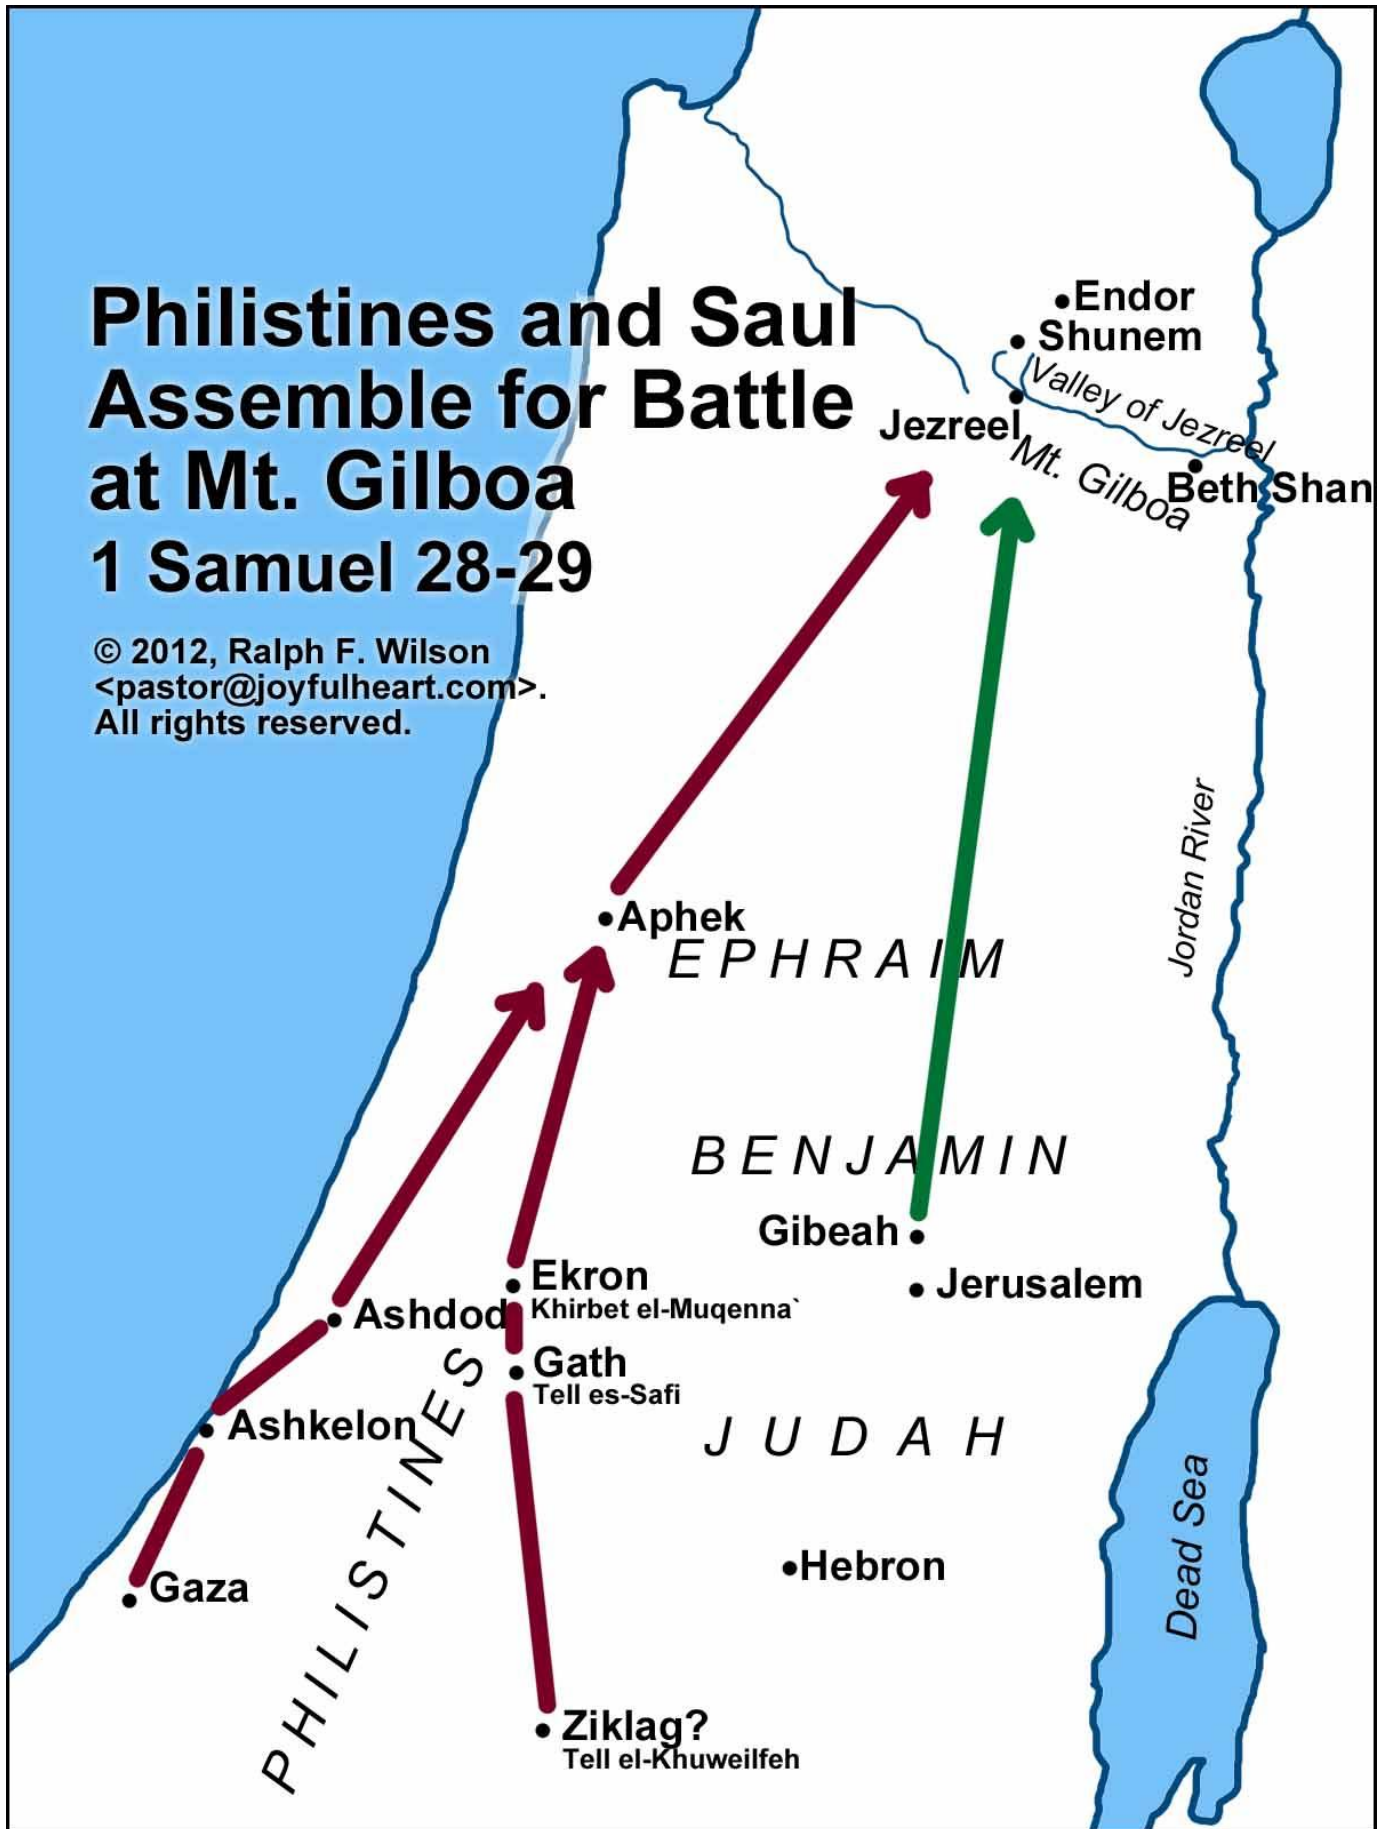 Philistines and Saul
Assemble for Battle
at Mt. Gilboa
1 Samuel 28-29
© 2012, Ralph F. Wilson
<pastor@joyfulheart.com>.
All rights reserved.
Endor
Shunem
Valley of Jezreel
Jezreel
Mt. Gilboa
Beth Shan
Jordan River
Aphek
EPHRAIM
BENJAMIN
Gibeah
Jerusalem
Ekron
Khirbet el-Muqenna`
Ashdod
Gath
Tell es-Safi
Ashkelon
PHILISTINES
JUDAH
Dead Sea
Hebron
Gaza
Ziklag?
Tell el-Khuweilfeh